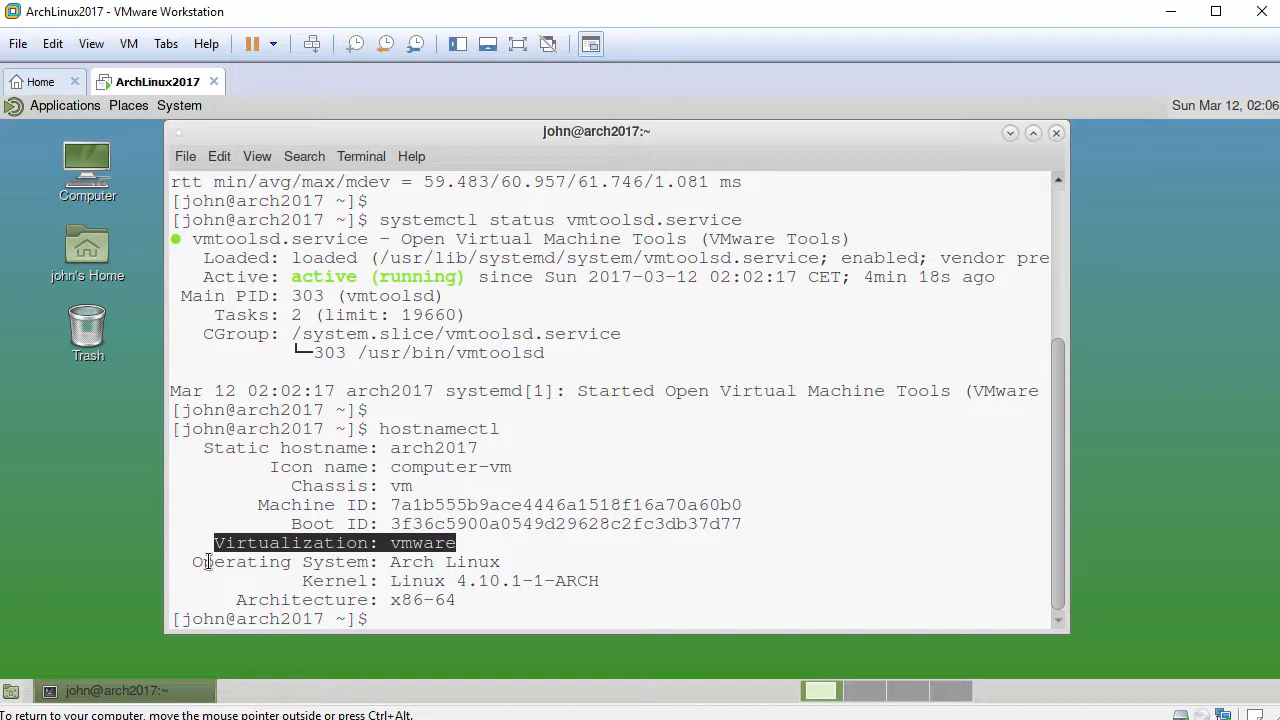 ArchLinux2017 - VMware Workstation
File Edit View VM Tabs Help
Home ArchLinux2017
Applications Places System Sun Mar 12, 02:06
Computer
john's Home
Trash
john@arch2017:~
File Edit View Search Terminal Help
rtt min/avg/max/mdev = 59.483/60.957/61.746/1.081 ms
[john@arch2017 ~]$
[john@arch2017 ~]$ systemctl status vmtoolsd.service
● vmtoolsd.service - Open Virtual Machine Tools (VMware Tools)
Loaded: loaded (/usr/lib/systemd/system/vmtoolsd.service; enabled; vendor pre
Active: active (running) since Sun 2017-03-12 02:02:17 CET; 4min 18s ago
Main PID: 303 (vmtoolsd)
Tasks: 2 (limit: 19660)
CGroup: /system.slice/vmtoolsd.service
└─303 /usr/bin/vmtoolsd
Mar 12 02:02:17 arch2017 systemd[1]: Started Open Virtual Machine Tools (VMware
[john@arch2017 ~]$
[john@arch2017 ~]$ hostnamectl
Static hostname: arch2017
Icon name: computer-vm
Chassis: vm
Machine ID: 7a1b555b9ace4446a1518f16a70a60b0
Boot ID: 3f36c5900a0549d29628c2fc3db37d77
Virtualization: vmware
Operating System: Arch Linux
Kernel: Linux 4.10.1-1-ARCH
Architecture: x86-64
[john@arch2017 ~]$
john@arch2017:~
To return to your computer, move the mouse pointer outside or press Ctrl+Alt.